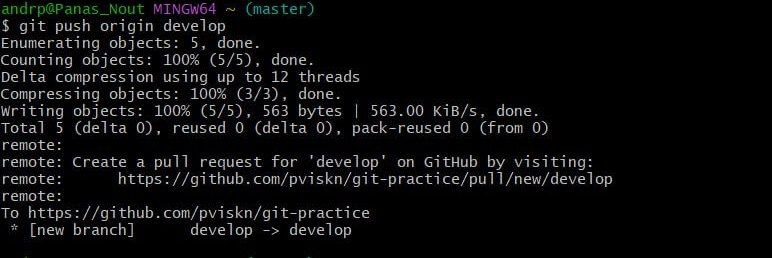 andrp@Panas_Nout MINGW64 ~ (master)
$ git push origin develop
Enumerating objects: 5, done.
Counting objects: 100% (5/5), done.
Delta compression using up to 12 threads
Compressing objects: 100% (3/3), done.
Writing objects: 100% (5/5), 563 bytes | 563.00 KiB/s, done.
Total 5 (delta 0), reused 0 (delta 0), pack-reused 0 (from 0)
remote:
remote: Create a pull request for 'develop' on GitHub by visiting:
remote:      https://github.com/pviskn/git-practice/pull/new/develop
remote:
To https://github.com/pviskn/git-practice
 * [new branch]      develop -> develop